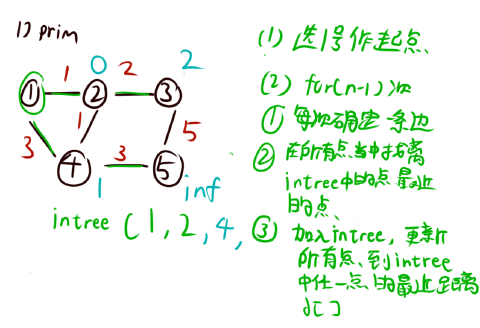 1) prim
(1) 选1号作起点
0
2
2
1
① ② ③
(2) for(n-1)次
1
① 每次确定一条边
3
5
② 在所有点当中找离
④
3
⑤
intree中的点最近
的点、
1
inf
intree (1, 2, 4,
③ 加入intree, 更新
所有点、到intree
中任一点的最近距离
d[]